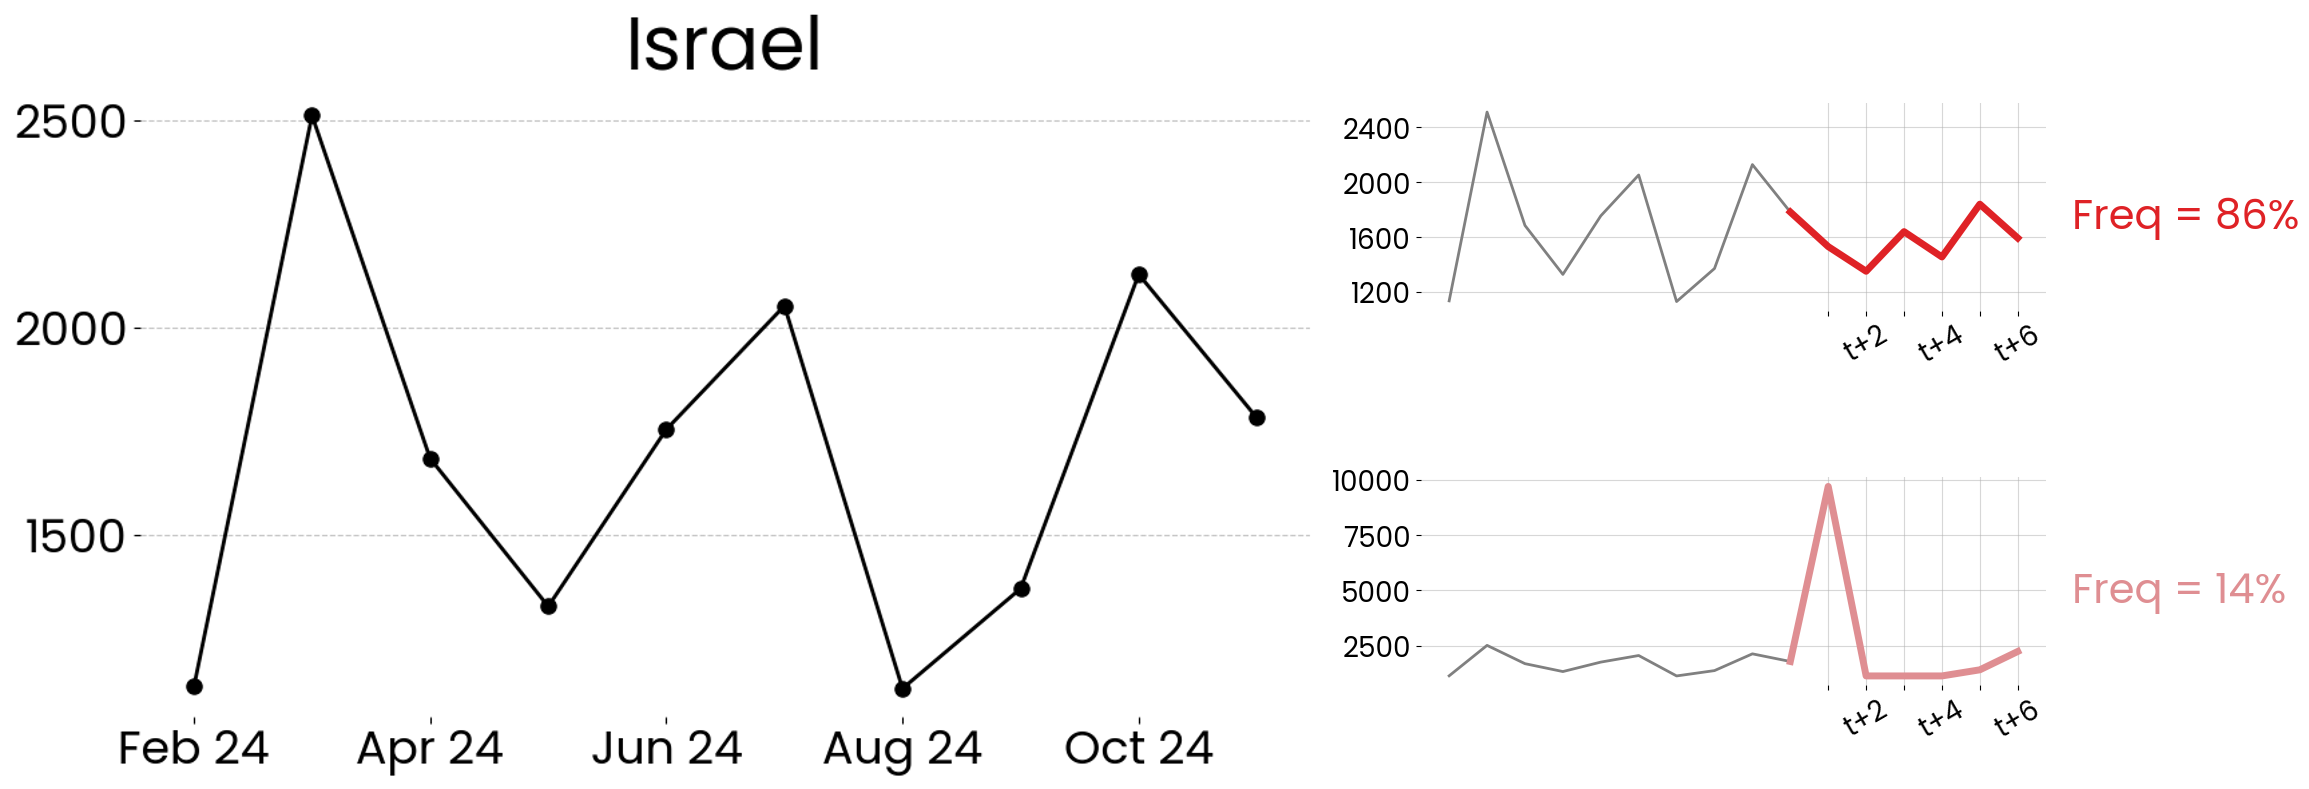 Israel
2500
2000
1500
Feb 24 Apr 24 Jun 24 Aug 24 Oct 24
2400
2000
1600
1200
t+2 t+4 t+6
Freq = 86%
10000
7500
5000
2500
t+2 t+4 t+6
Freq = 14%